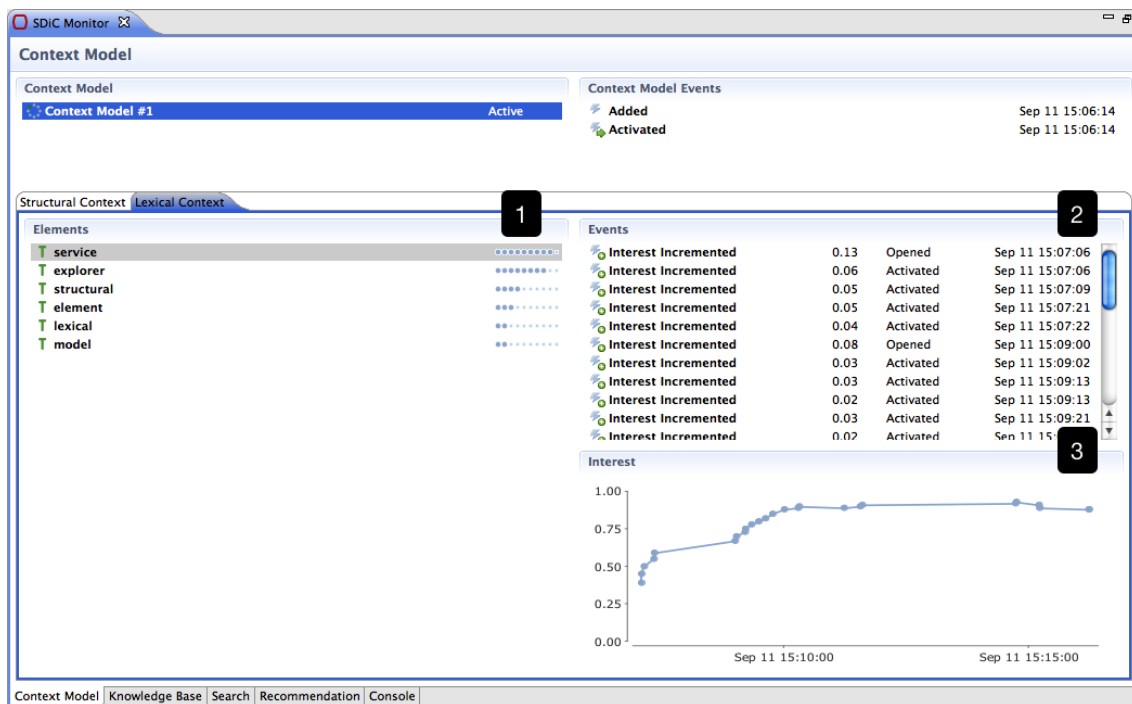 SDiC Monitor
Context Model
Context Model
Context Model #1 Active
Context Model Events
Added Sep 11 15:06:14
Activated Sep 11 15:06:14
Structural Context Lexical Context
1
Elements
T service
T explorer
T structural
T element
T lexical
T model
2
Events
Interest Incremented 0.13 Opened Sep 11 15:07:06
Interest Incremented 0.06 Activated Sep 11 15:07:06
Interest Incremented 0.05 Activated Sep 11 15:07:09
Interest Incremented 0.05 Activated Sep 11 15:07:21
Interest Incremented 0.04 Activated Sep 11 15:07:22
Interest Incremented 0.08 Opened Sep 11 15:09:00
Interest Incremented 0.03 Activated Sep 11 15:09:02
Interest Incremented 0.03 Activated Sep 11 15:09:13
Interest Incremented 0.02 Activated Sep 11 15:09:13
Interest Incremented 0.03 Activated Sep 11 15:09:21
Interest Incremented 0.02 Activated Sep 11
3
Interest
1.00
0.75
0.50
0.25
0.00
Sep 11 15:10:00 Sep 11 15:15:00
Context Model Knowledge Base Search Recommendation Console